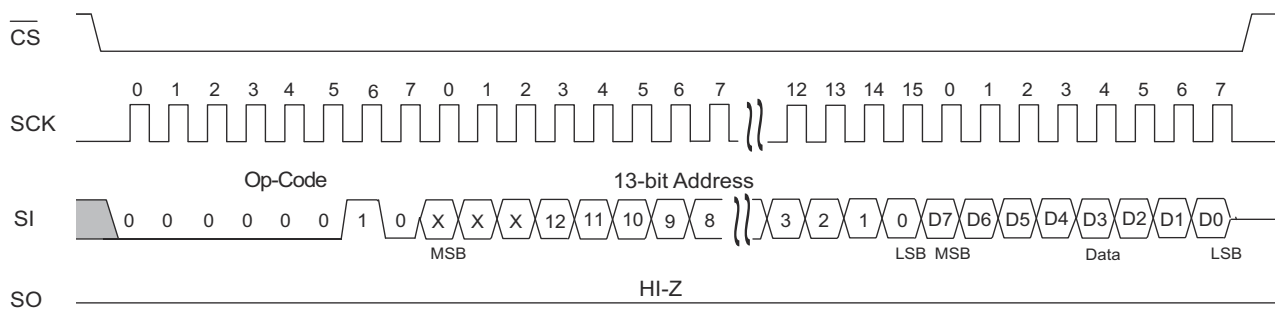 CS
0 1 2 3 4 5 6 7 0 1 2 3 4 5 6 7 12 13 14 15 0 1 2 3 4 5 6 7
SCK
Op-Code 13-bit Address
SI 0 0 0 0 0 0 1 0 X X X 12 11 10 9 8 3 2 1 0 D7 D6 D5 D4 D3 D2 D1 D0
MSB LSB MSB Data LSB
HI-Z
SO